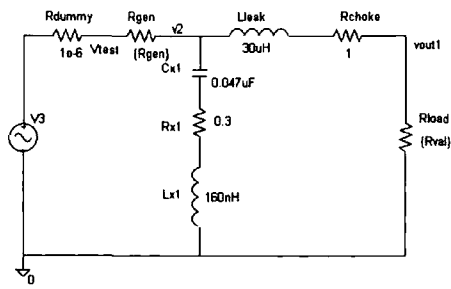 Rdummy
Rgen
v2
Lleak
Rchoke
1e-6
Vtest
{Rgen}
30uH
1
vout1
Cx1
0.047uF
V3
Rx1
0.3
Rload
{Rval}
Lx1
160nH
0